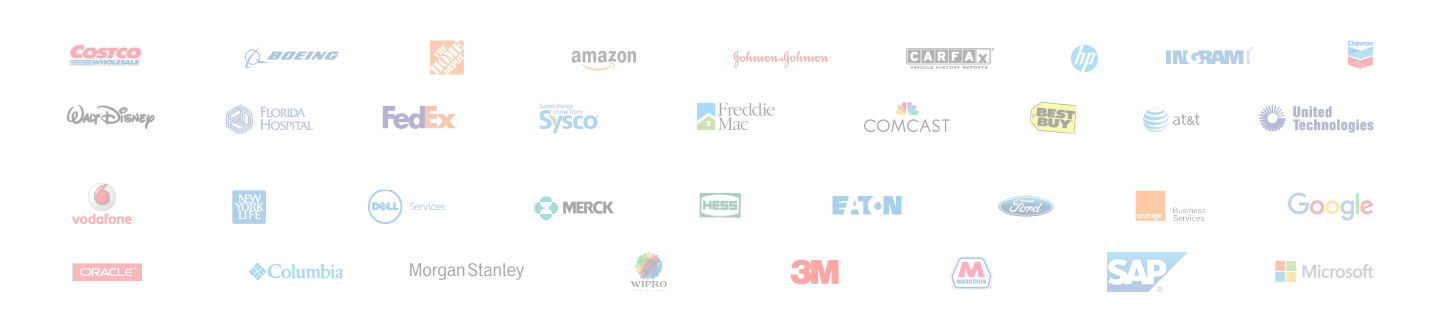 COSTCO
WHOLESALE
BOEING
THE
HOME
DEPOT
amazon
Johnson & Johnson
CARFAX
VEHICLE HISTORY REPORTS
hp
INGRAM
Chevron
WALT DISNEY
FLORIDA
HOSPITAL
FedEx
Good things
come from
Sysco
Freddie
Mac
COMCAST
BEST
BUY
at&t
United
Technologies
vodafone
NEW
YORK
LIFE
DELL Services
MERCK
HESS
EATON
Ford
orange
Business
Services
Google
ORACLE
Columbia
Morgan Stanley
WIPRO
3M
M
MARATHON
SAP
Microsoft